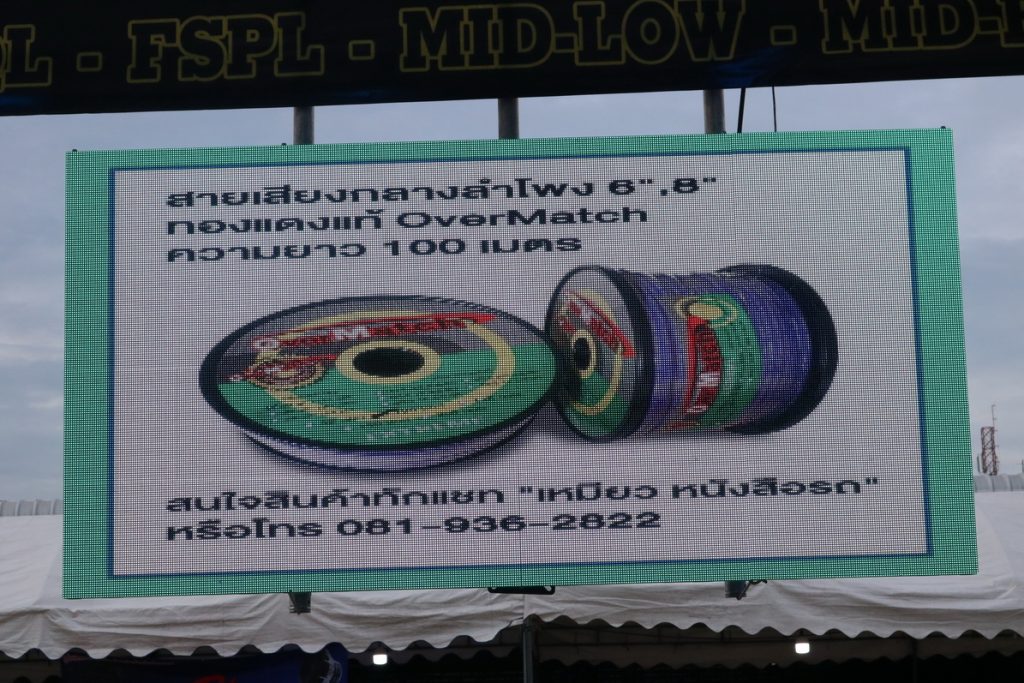 FSPL - MID-LOW - MID-
สายเสียงกลางลำโพง 6",8"
ทองแดงแท้ OverMatch
ความยาว 100 เมตร
OverMatch
สนใจสินค้าทักแชท "เหมียว หนังสือรถ"
หรือโทร 081-936-2822